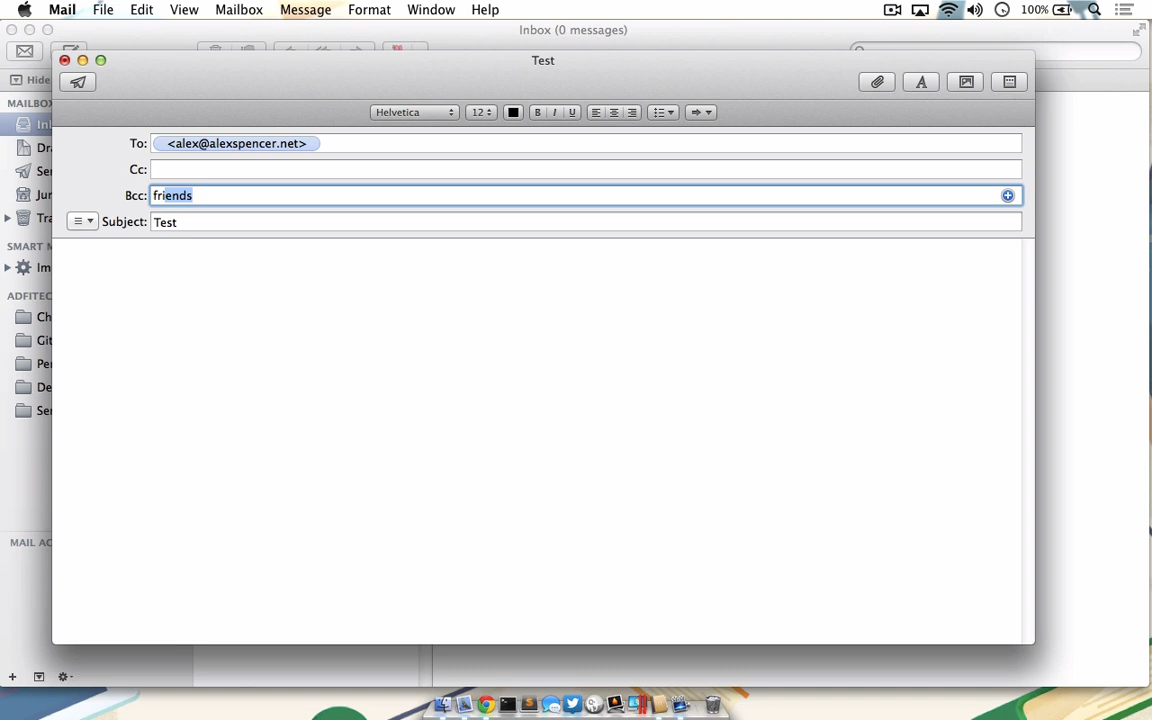 Mail File Edit View Mailbox Message Format Window Help 100%
Inbox (0 messages)
Hide
Test
Helvetica 12 B I U
MAILBOX
To: <alex@alexspencer.net>
Cc:
Bcc: friends
Subject: Test
SMART M
ADFITEC
MAIL AC